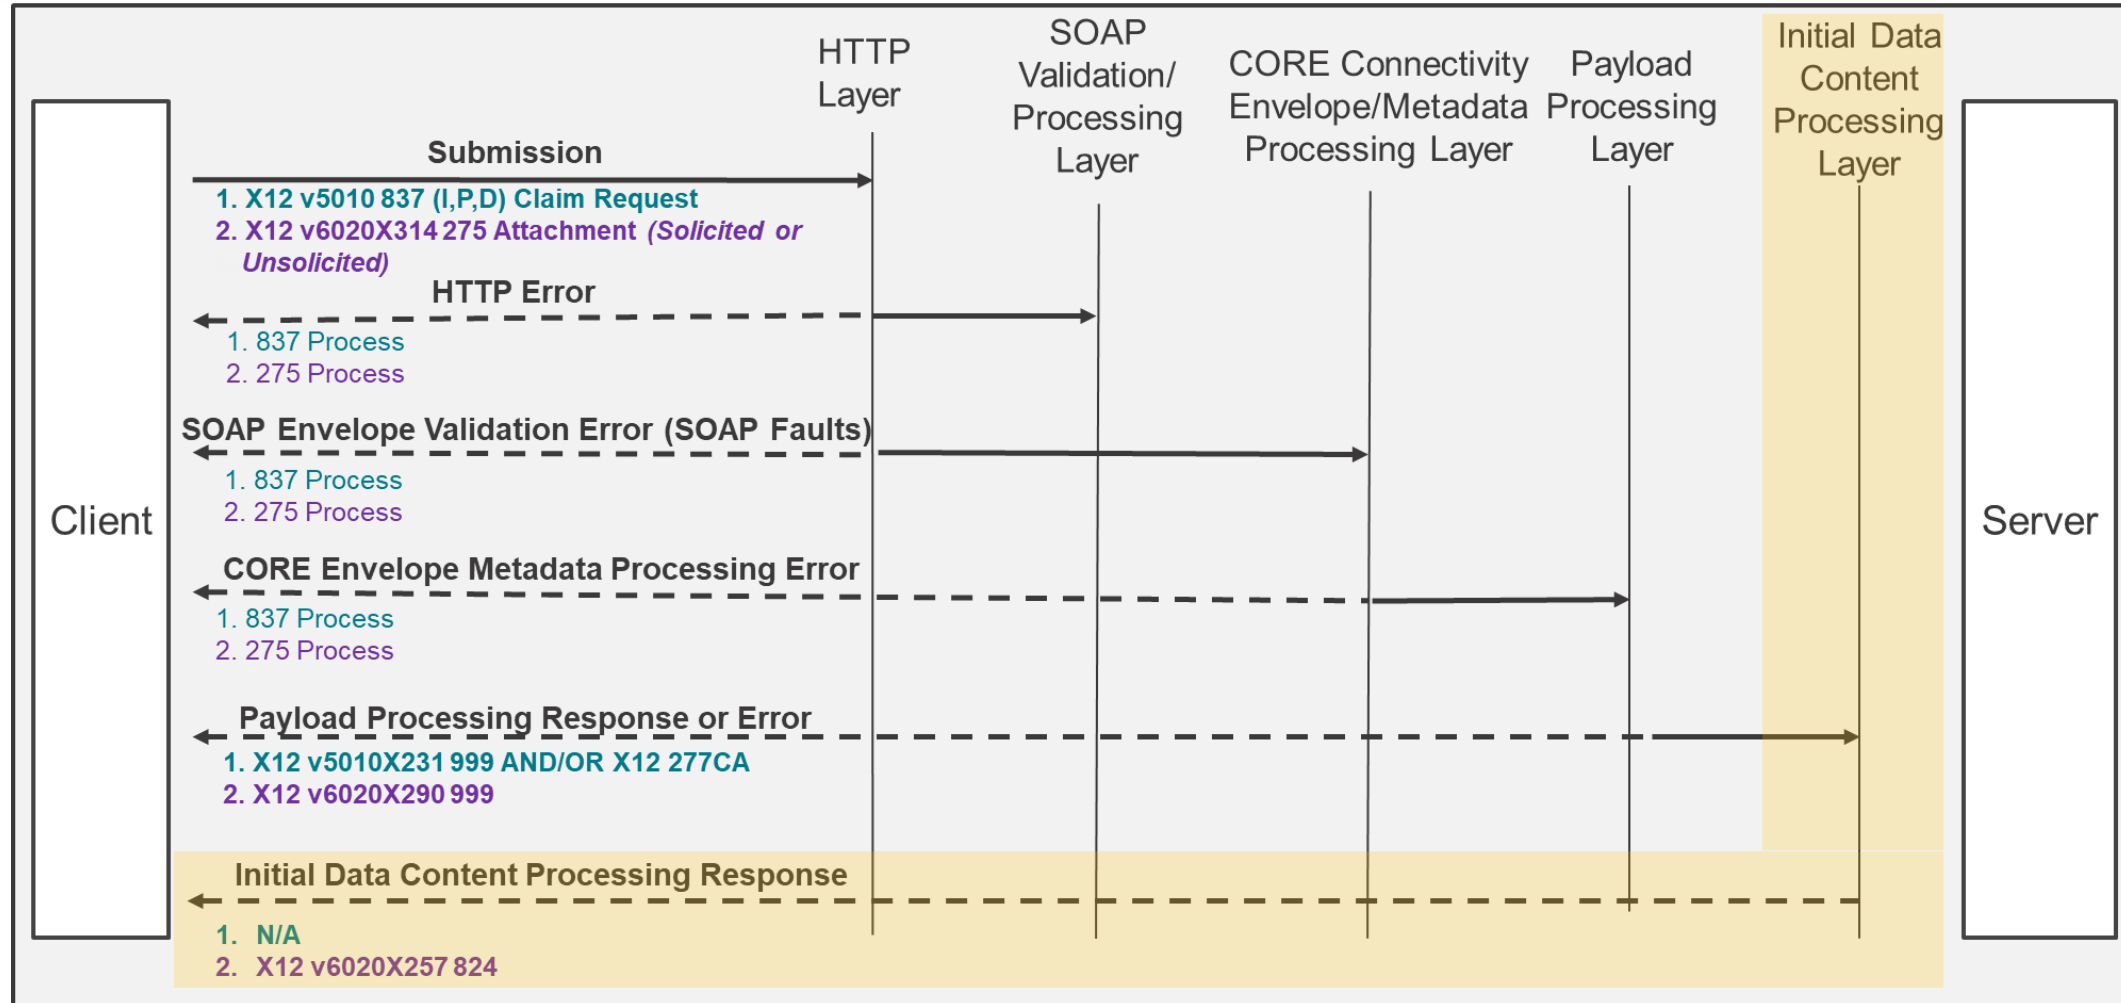 HTTP
Layer
SOAP
Validation/
Processing
Layer
CORE Connectivity
Envelope/Metadata
Processing Layer
Payload
Processing
Layer
Initial Data
Content
Processing
Layer
Client
Server
Submission
1. X12 v5010 837 (I,P,D) Claim Request
2. X12 v6020X314 275 Attachment (Solicited or
Unsolicited)
HTTP Error
1. 837 Process
2. 275 Process
SOAP Envelope Validation Error (SOAP Faults)
1. 837 Process
2. 275 Process
CORE Envelope Metadata Processing Error
1. 837 Process
2. 275 Process
Payload Processing Response or Error
1. X12 v5010X231 999 AND/OR X12 277CA
2. X12 v6020X290 999
Initial Data Content Processing Response
1. N/A
2. X12 v6020X257 824